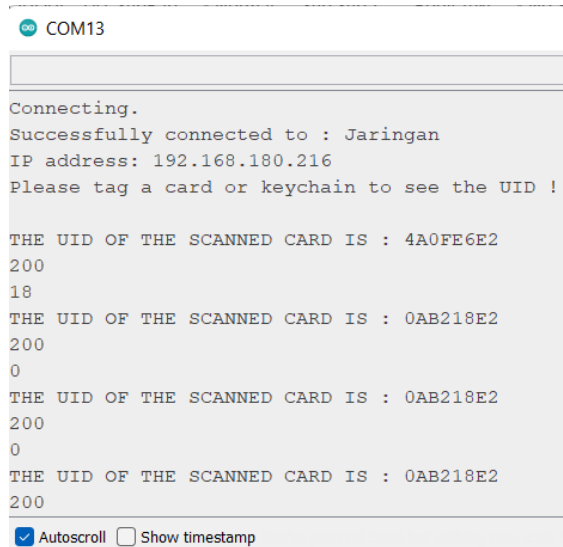 COM13
Connecting.
Successfully connected to : Jaringan
IP address: 192.168.180.216
Please tag a card or keychain to see the UID !
THE UID OF THE SCANNED CARD IS : 4A0FE6E2
200
18
THE UID OF THE SCANNED CARD IS : 0AB218E2
200
0
THE UID OF THE SCANNED CARD IS : 0AB218E2
200
0
THE UID OF THE SCANNED CARD IS : 0AB218E2
200
Autoscroll Show timestamp